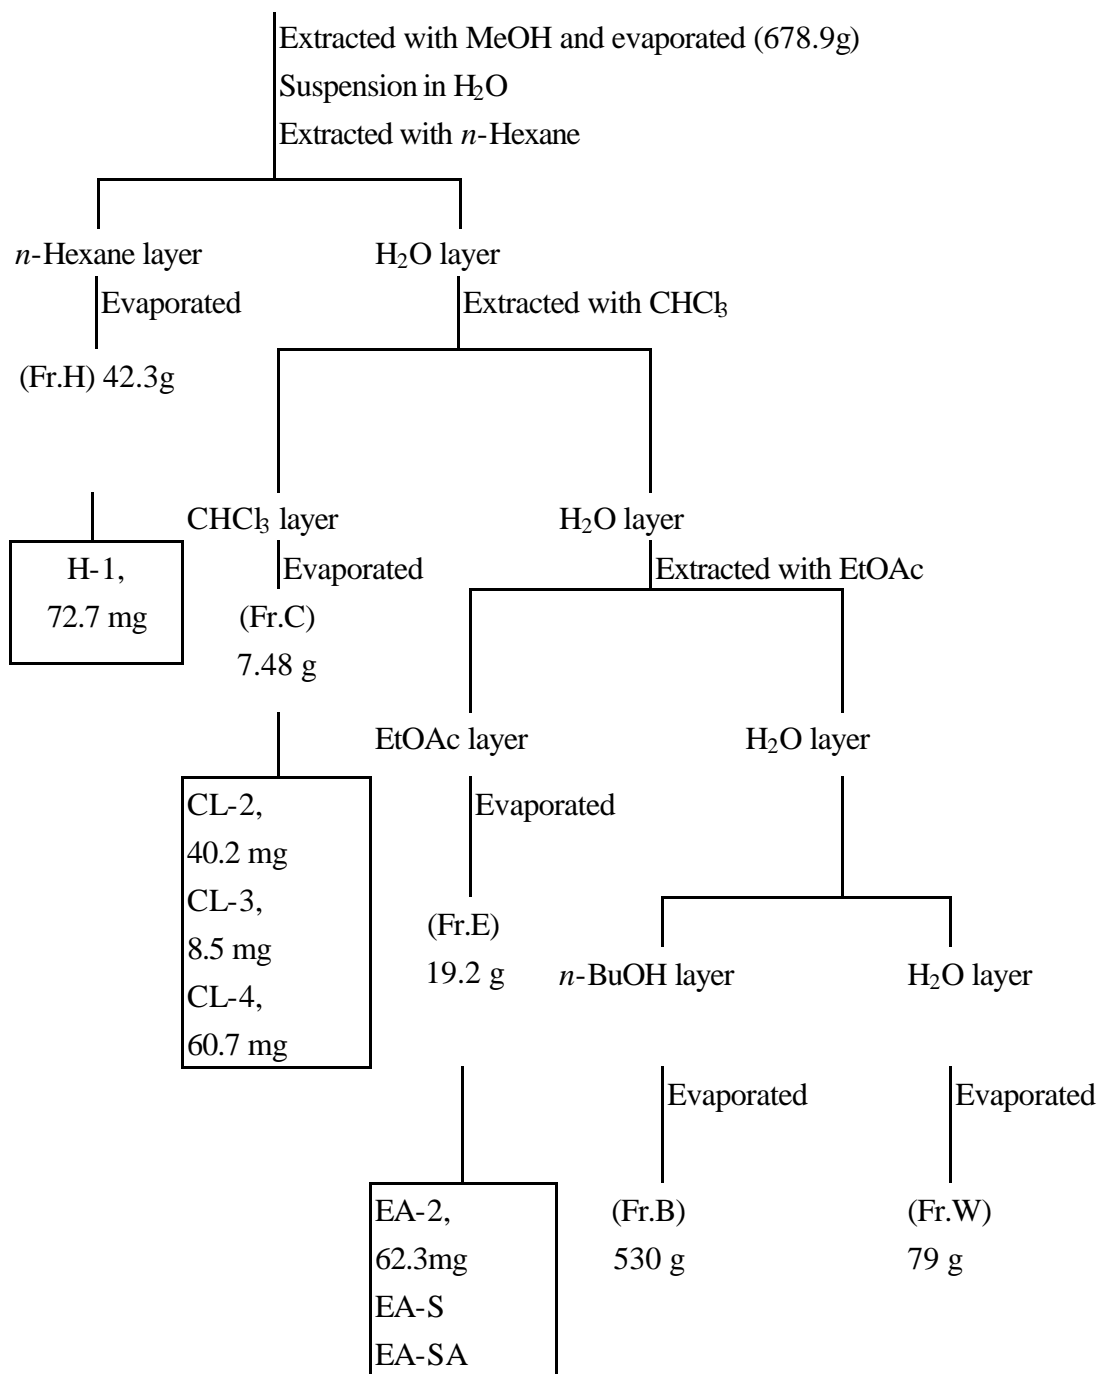 Extracted with MeOH and evaporated (678.9g)
Suspension in H₂O
Extracted with n-Hexane
n-Hexane layer
H₂O layer
Evaporated
Extracted with CHCl₃
(Fr.H) 42.3g
CHCl₃ layer
H₂O layer
H-1,
72.7 mg
Evaporated
Extracted with EtOAc
(Fr.C)
7.48 g
EtOAc layer
H₂O layer
CL-2,
40.2 mg
CL-3,
8.5 mg
CL-4,
60.7 mg
Evaporated
(Fr.E)
19.2 g
n-BuOH layer
H₂O layer
Evaporated
Evaporated
EA-2,
62.3mg
EA-S
EA-SA
(Fr.B)
530 g
(Fr.W)
79 g